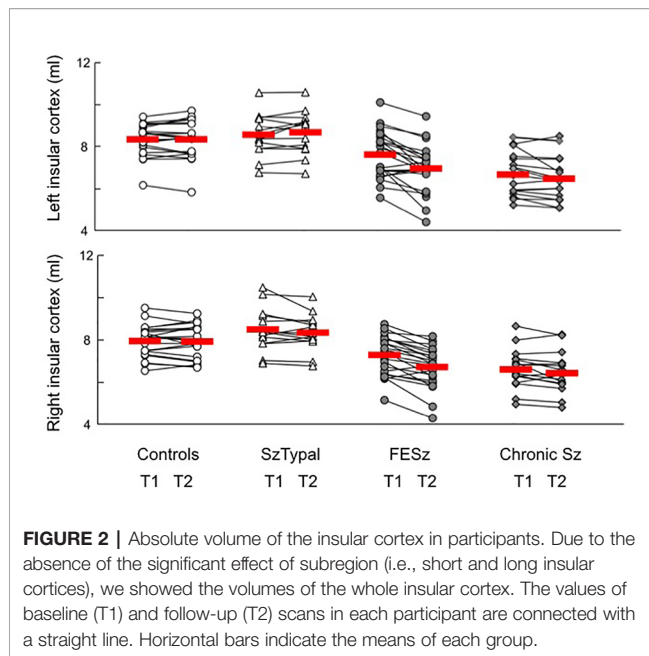 12
8
4
Left insular cortex (ml)
12
8
4
Right insular cortex (ml)
Controls SzTypal FESz Chronic Sz
T1 T2 T1 T2 T1 T2 T1 T2
FIGURE 2 | Absolute volume of the insular cortex in participants. Due to the
absence of the significant effect of subregion (i.e., short and long insular
cortices), we showed the volumes of the whole insular cortex. The values of
baseline (T1) and follow-up (T2) scans in each participant are connected with
a straight line. Horizontal bars indicate the means of each group.